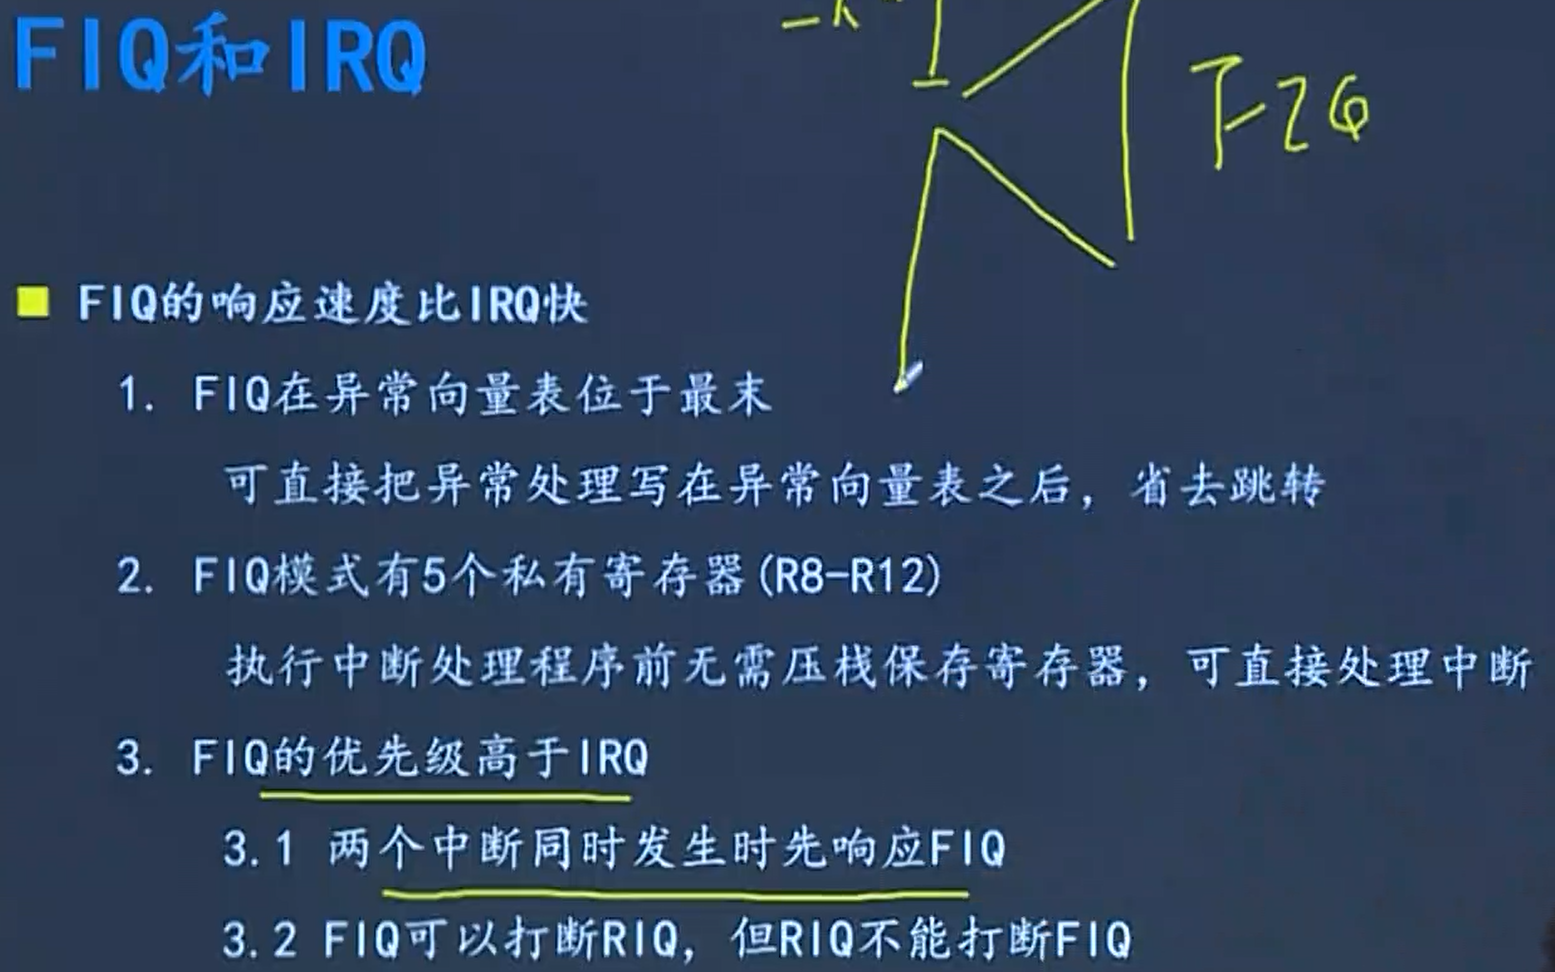 FIQ和IRQ
FIQ
FIQ的响应速度比IRQ快
1. FIQ在异常向量表位于最末
可直接把异常处理写在异常向量表之后，省去跳转
2. FIQ模式有5个私有寄存器(R8-R12)
执行中断处理程序前无需压栈保存寄存器，可直接处理中断
3. FIQ的优先级高于IRQ
3.1 两个中断同时发生时先响应FIQ
3.2 FIQ可以打断RIQ，但RIQ不能打断FIQ